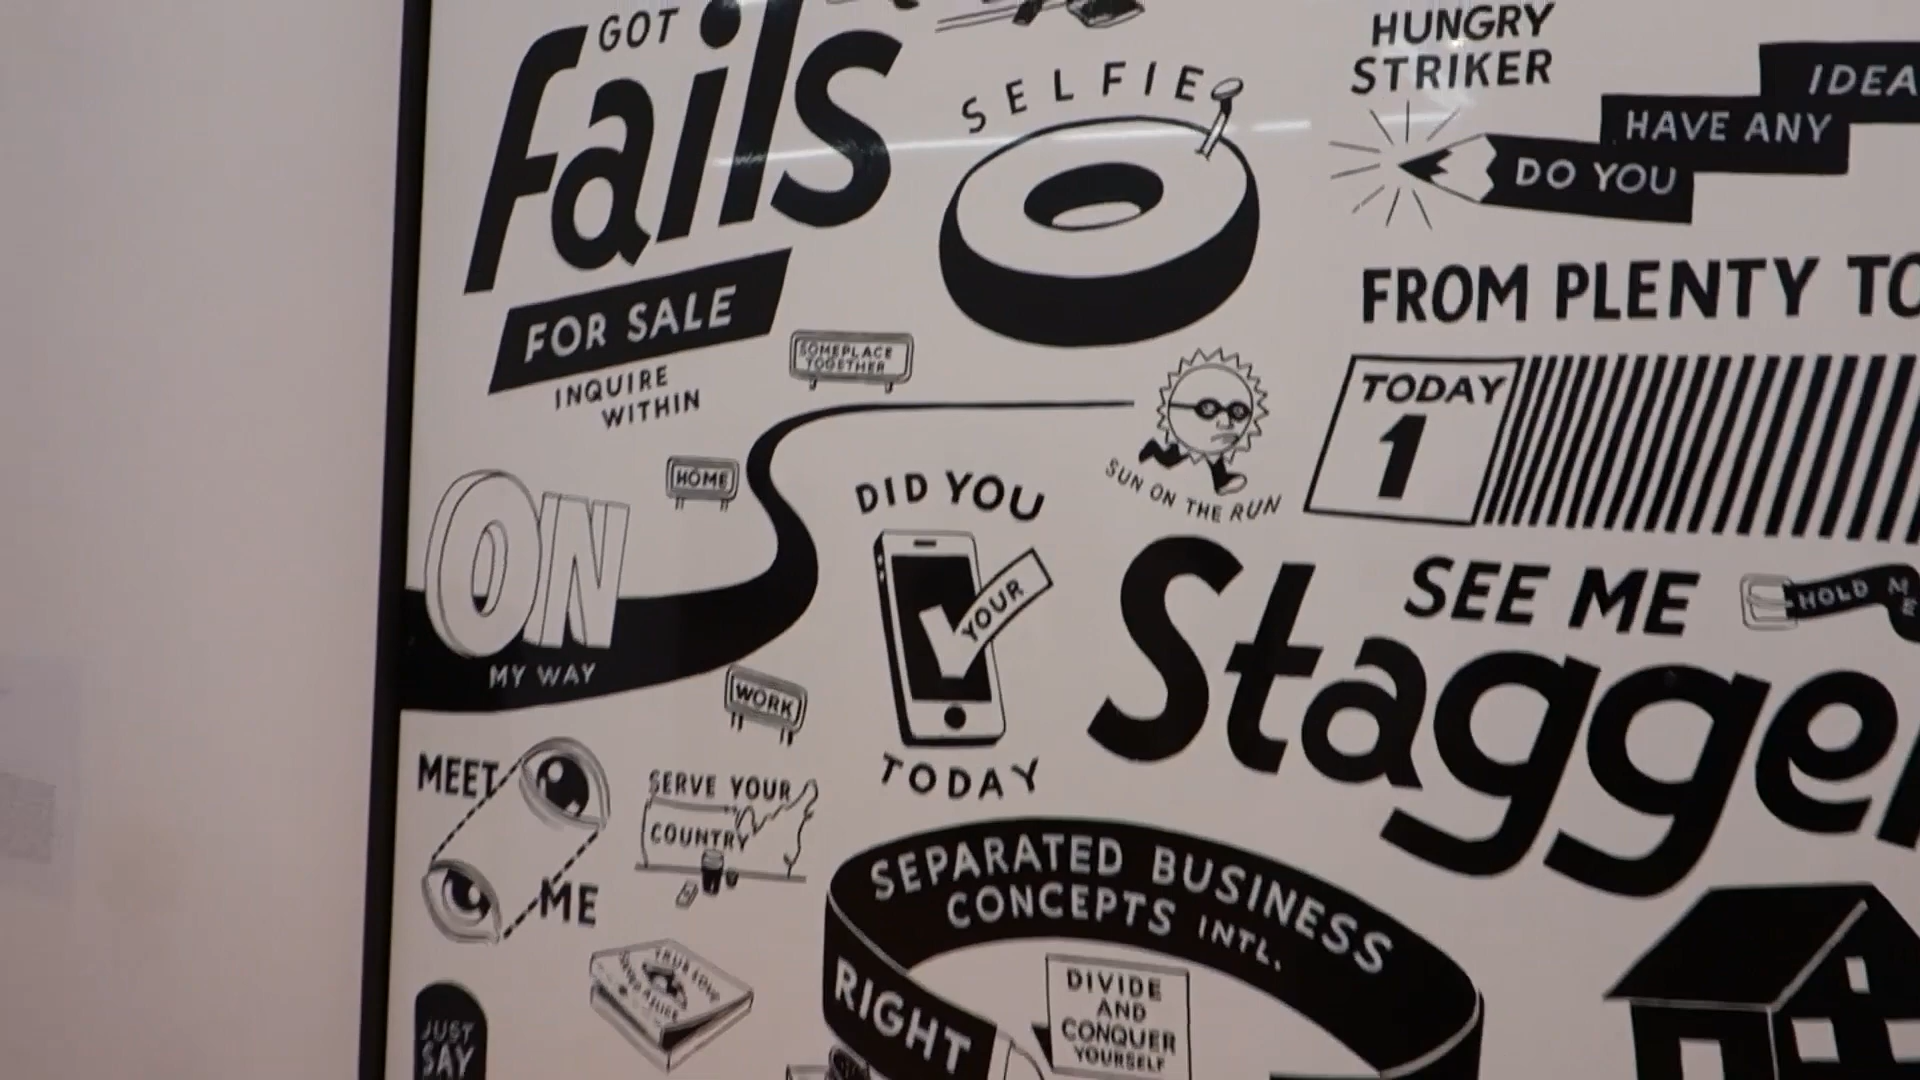 GOT
Fails
FOR SALE
INQUIRE
WITHIN
SELFIE
HUNGRY
STRIKER
IDEA
HAVE ANY
DO YOU
FROM PLENTY TO
TODAY
1
SOMEPLACE
TOGETHER
HOME
ON
MY WAY
WORK
DID YOU
YOUR
TODAY
SUN ON THE RUN
SEE ME
HOLD ME
Stagge
MEET
ME
SERVE YOUR
COUNTRY
SEPARATED BUSINESS
CONCEPTS INTL.
RIGHT
DIVIDE
AND
CONQUER
YOURSELF
JUST
SAY